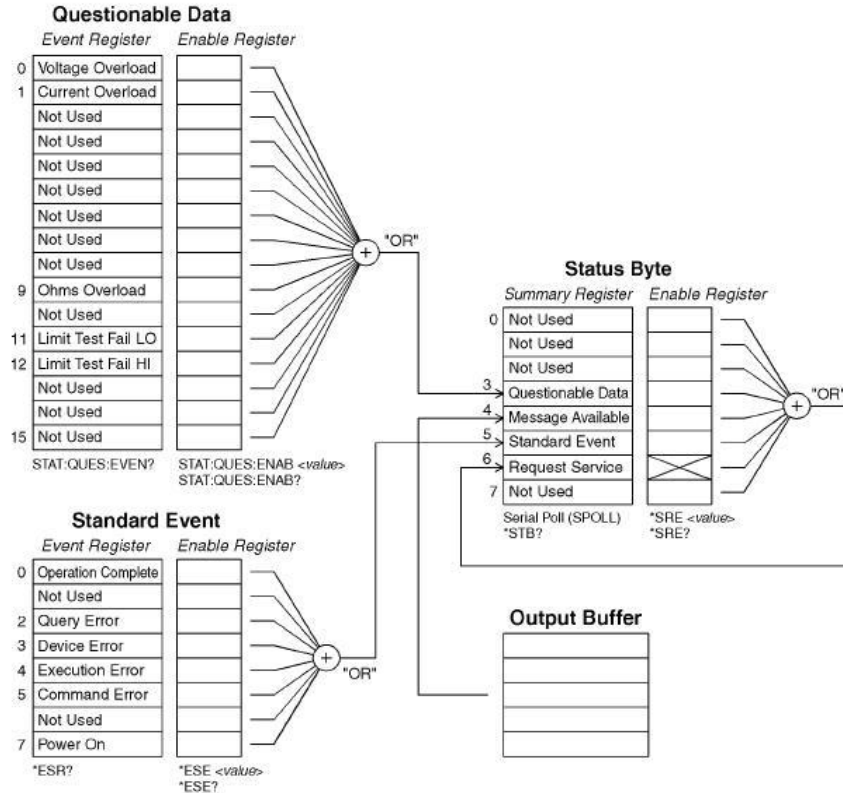 Questionable Data
Event Register Enable Register
0 Voltage Overload
1 Current Overload
Not Used
Not Used
Not Used
Not Used
Not Used
Not Used
Not Used
9 Ohms Overload
Not Used
11 Limit Test Fail LO
12 Limit Test Fail HI
Not Used
Not Used
15 Not Used
STAT:QUES:EVEN? STAT:QUES:ENAB <value>
STAT:QUES:ENAB?
+
"OR"
Status Byte
Summary Register Enable Register
0 Not Used
Not Used
Not Used
3 Questionable Data
4 Message Available
5 Standard Event
6 Request Service
7 Not Used
Serial Poll (SPOLL) *SRE <value>
*STB? *SRE?
+
"OR"
Standard Event
Event Register Enable Register
0 Operation Complete
Not Used
2 Query Error
3 Device Error
4 Execution Error
5 Command Error
Not Used
7 Power On
*ESR? *ESE <value>
*ESE?
+
"OR"
Output Buffer